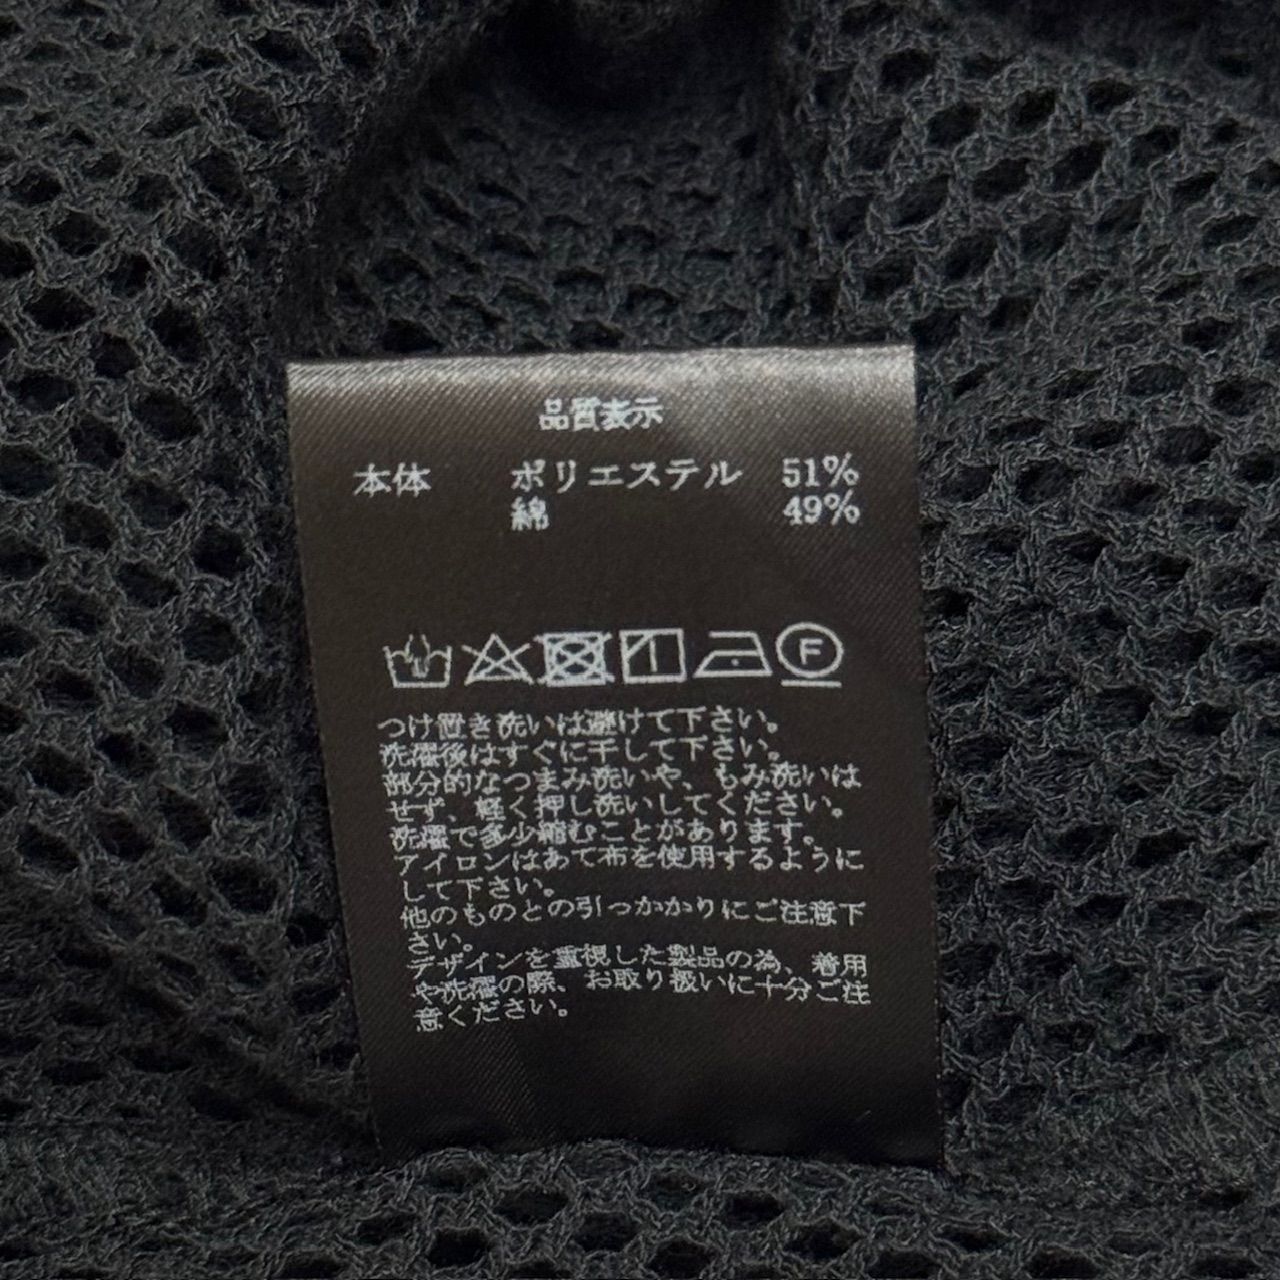 品質表示
本体 ポリエステル 51%
綿 49%
F
つけ置き洗いは避けて下さい。
洗濯後はすぐに干して下さい。
部分的なつまみ洗いや、もみ洗いは
せず、軽く押し洗いしてください。
洗濯で多少縮むことがあります。
アイロンはあて布を使用するように
して下さい。
他のものとの引っかかりにご注意下
さい。
デザインを重視した製品の為、着用
や洗濯の際、お取り扱いに十分ご注
意ください。